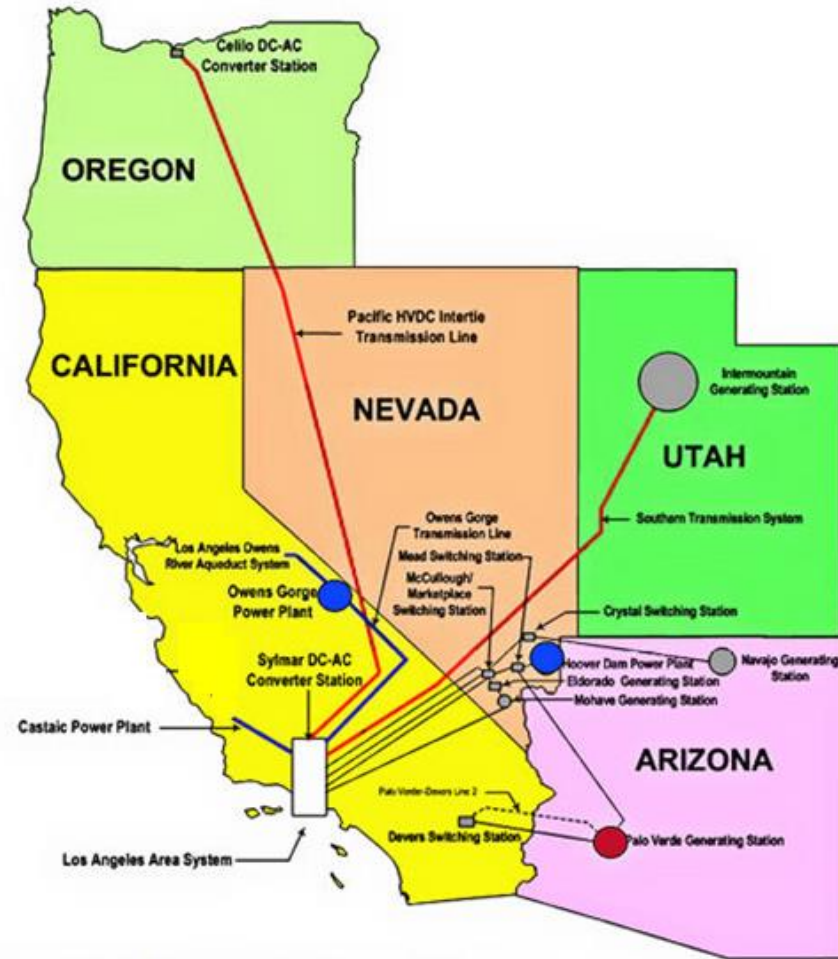 Celilo DC-AC
Converter Station
OREGON
Pacific HVDC Intertie
Transmission Line
CALIFORNIA
NEVADA
Intermountain
Generating Station
UTAH
Owens Gorge
Transmission Line
Southern Transmission System
Los Angeles Owens
River Aqueduct System
Mead Switching Station
McCullough/
Marketplace
Switching Station
Owens Gorge
Power Plant
Crystal Switching Station
Sylmar DC-AC
Converter Station
Hoover Dam Power Plant
Navajo Generating
Station
Eldorado Generating Station
Mohave Generating Station
Castaic Power Plant
ARIZONA
Palo Verde-Devers Line 2
Devers Switching Station
Palo Verde Generating Station
Los Angeles Area System